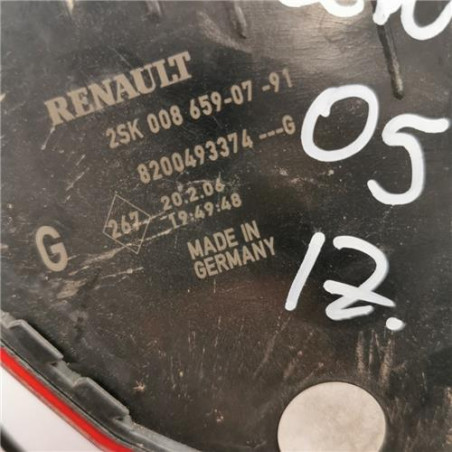 RENAULT
2SK 008 659-07 -91
8200493374 ---G
267 20.2.06
19:49:48
G
MADE IN
GERMANY
05
12.